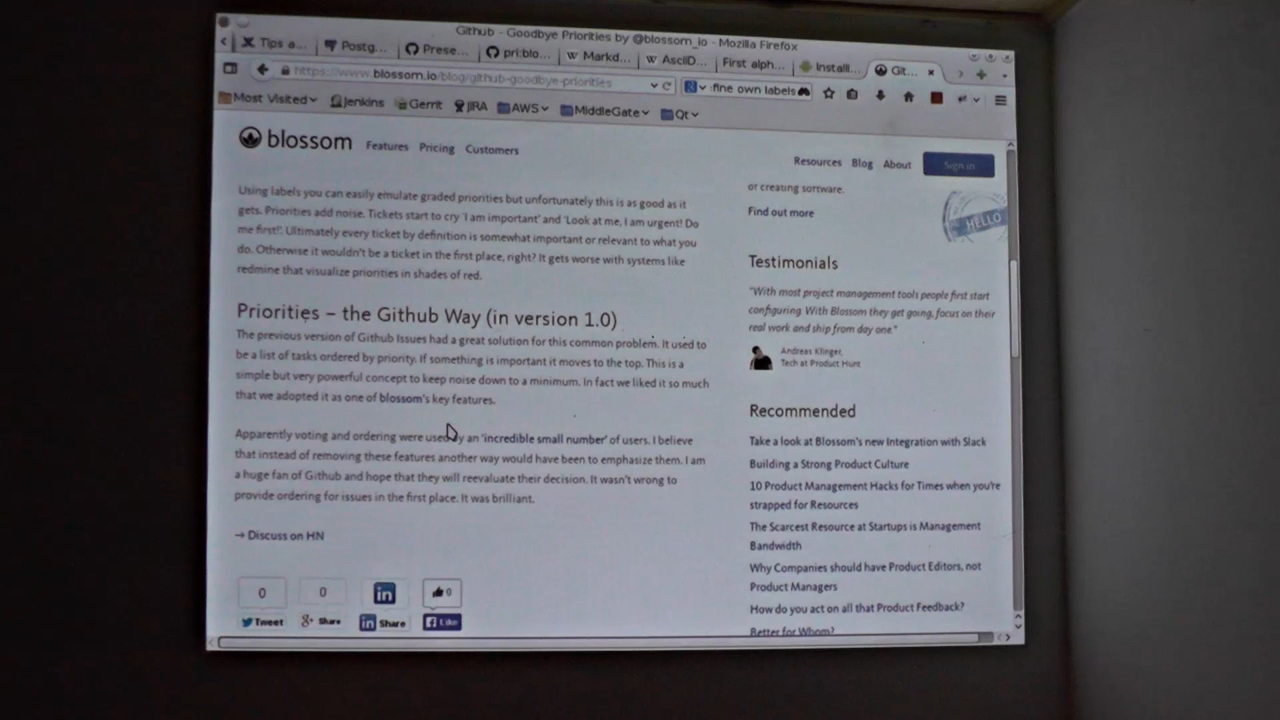 Github - Goodbye Priorities by @blossom_io - Mozilla Firefox
Tips a...
Postg...
Prese...
pri:blo...
Markd...
AsciiD...
First alph...
Installi...
Git...
https://www.blossom.io/blog/github-goodbye-priorities
fine own labels
Most Visited
Jenkins
Gerrit
JIRA
AWS
MiddleGate
Qt
blossom
Features
Pricing
Customers
Resources
Blog
About
Sign in
Using labels you can easily emulate graded priorities but unfortunately this is as good as it
gets. Priorities add noise. Tickets start to cry 'I am important' and 'Look at me, I am urgent! Do
me first!'. Ultimately every ticket by definition is somewhat important or relevant to what you
do. Otherwise it wouldn't be a ticket in the first place, right? It gets worse with systems like
redmine that visualize priorities in shades of red.
Priorities – the Github Way (in version 1.0)
The previous version of Github Issues had a great solution for this common problem. It used to
be a list of tasks ordered by priority. If something is important it moves to the top. This is a
simple but very powerful concept to keep noise down to a minimum. In fact we liked it so much
that we adopted it as one of blossom's key features.
Apparently voting and ordering were used by an 'incredible small number' of users. I believe
that instead of removing these features another way would have been to emphasize them. I am
a huge fan of Github and hope that they will reevaluate their decision. It wasn't wrong to
provide ordering for issues in the first place. It was brilliant.
→ Discuss on HN
0
0
in
0
Tweet
g+ Share
in Share
f Like
or creating software.
Find out more
HELLO
Testimonials
"With most project management tools people first start
configuring. With Blossom they get going, focus on their
real work and ship from day one."
Andreas Klinger,
Tech at Product Hunt
Recommended
Take a look at Blossom's new Integration with Slack
Building a Strong Product Culture
10 Product Management Hacks for Times when you're
strapped for Resources
The Scarcest Resource at Startups is Management
Bandwidth
Why Companies should have Product Editors, not
Product Managers
How do you act on all that Product Feedback?
Better for Whom?